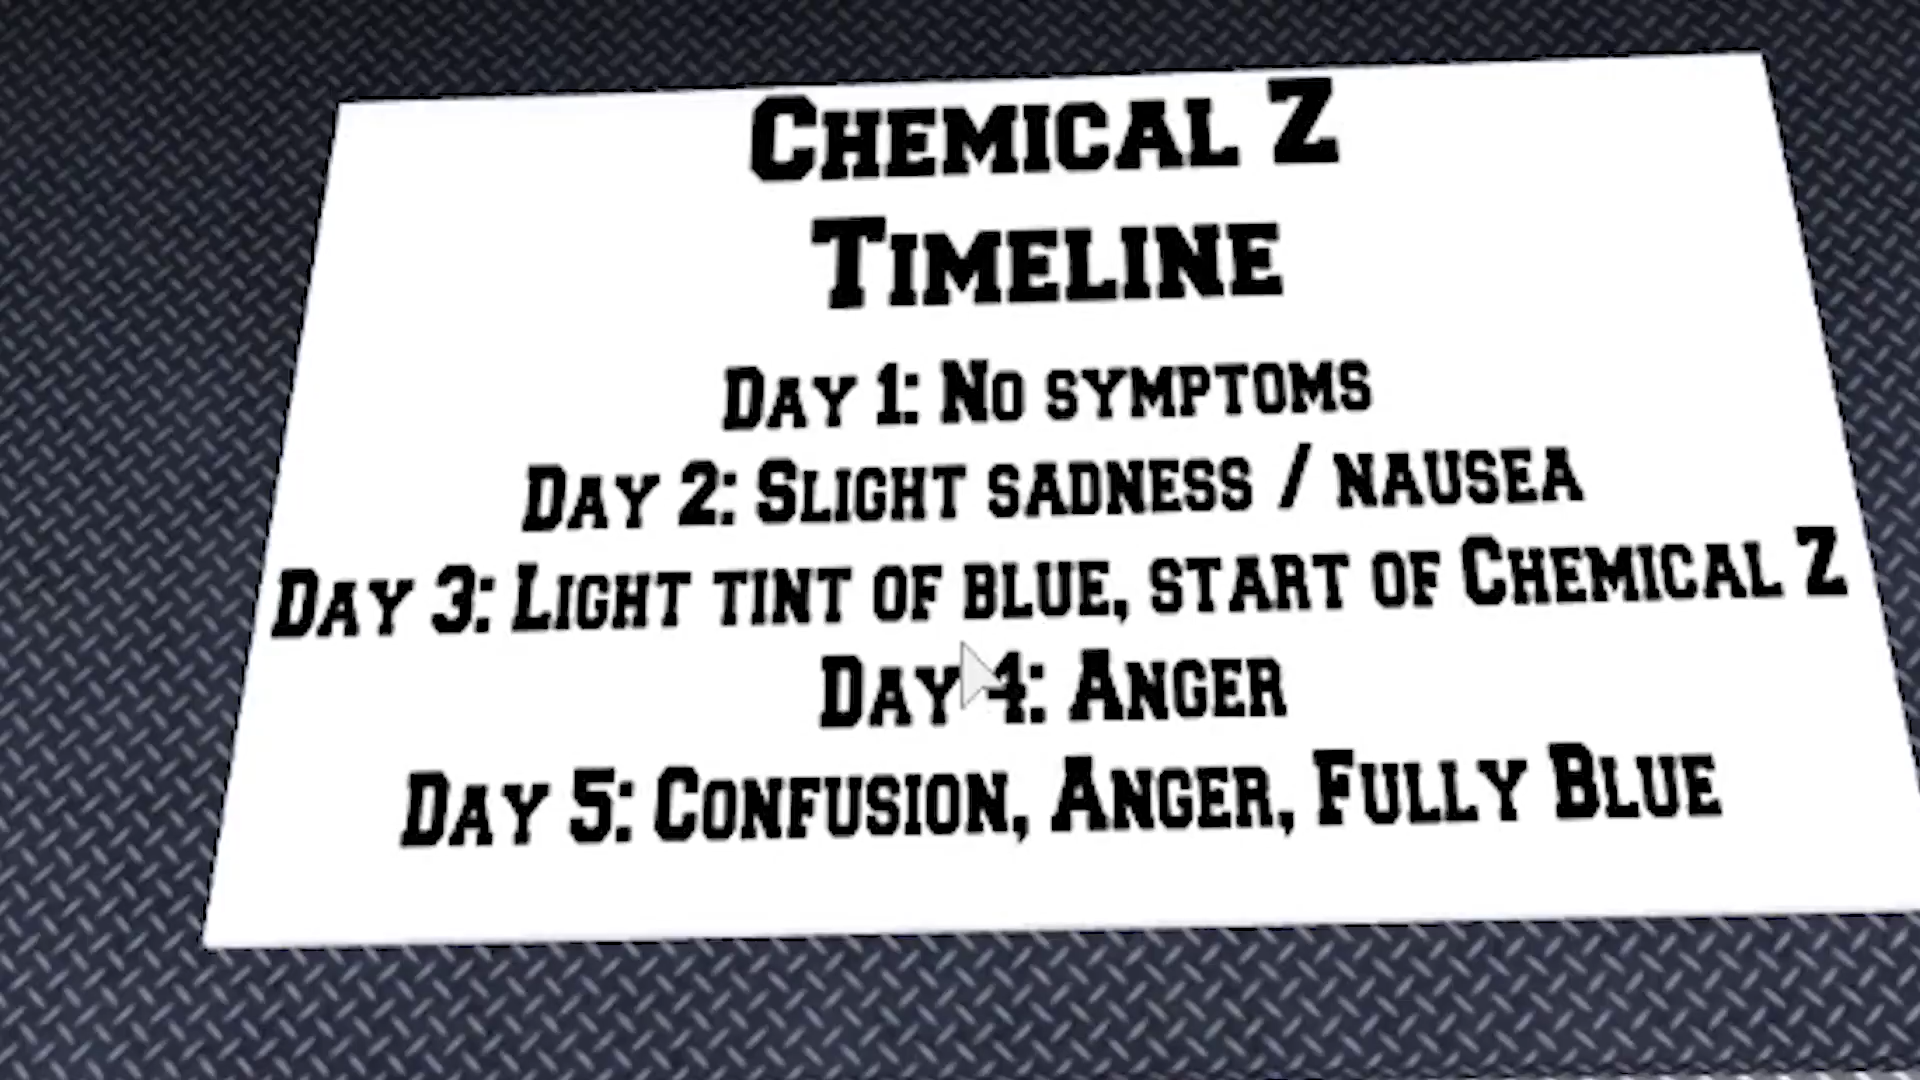 Chemical Z
Timeline
Day 1: No symptoms
Day 2: Slight sadness / nausea
Day 3: Light tint of blue, start of Chemical Z
Day 4: Anger
Day 5: Confusion, Anger, Fully Blue